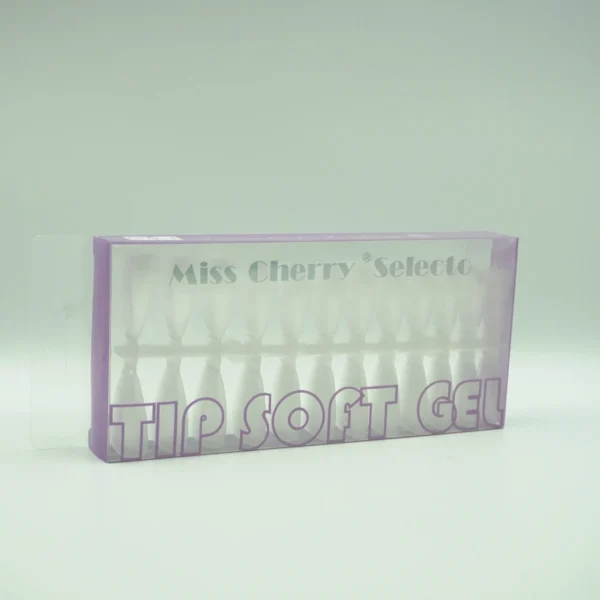 Miss Cherry ® Selecto
TIP SOFT GEL